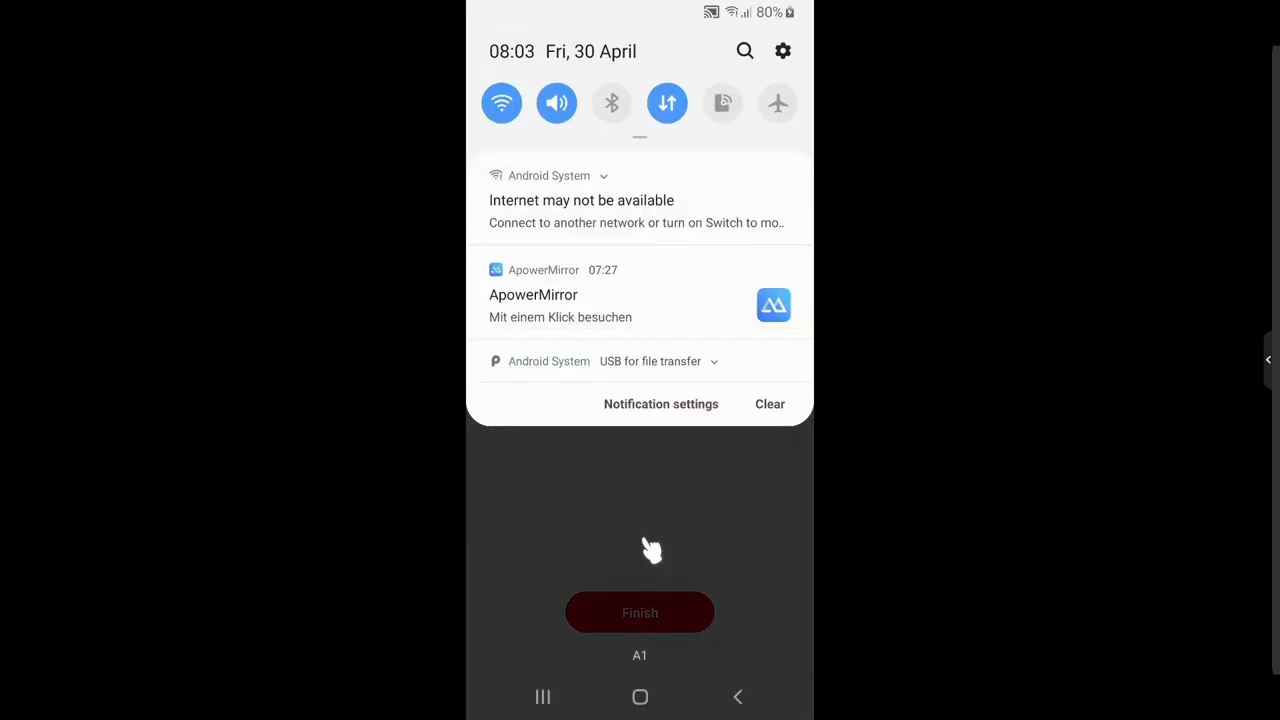 80%
08:03 Fri, 30 April
Android System
Internet may not be available
Connect to another network or turn on Switch to mo..
ApowerMirror 07:27
ApowerMirror
Mit einem Klick besuchen
Android System USB for file transfer
Notification settings Clear
Finish
A1